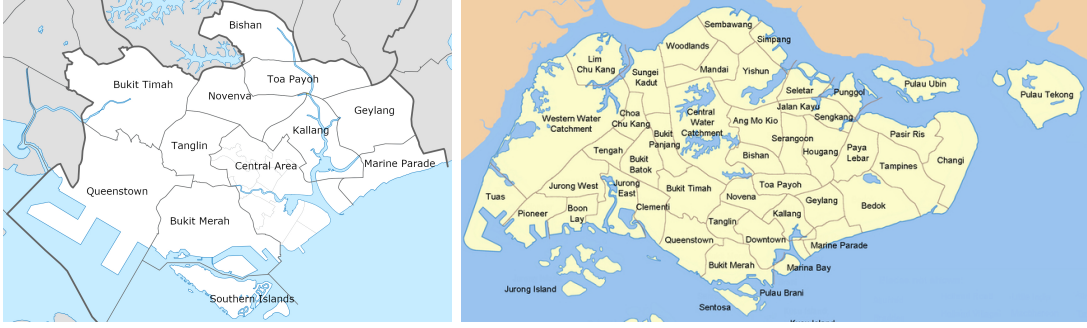 Bishan
Bukit Timah
Toa Payoh
Novenva
Geylang
Kallang
Tanglin
Central Area
Marine Parade
Queenstown
Bukit Merah
Southern Islands
Sembawang
Simpang
Woodlands
Lim
Chu Kang
Sungei
Kadut
Mandai
Yishun
Seletar
Punggol
Pulau Ubin
Pulau Tekong
Jalan Kayu
Sengkang
Western Water
Catchment
Choa
Chu Kang
Central
Water
Catchment
Ang Mo Kio
Bukit
Panjang
Serangoon
Hougang
Paya
Lebar
Pasir Ris
Tampines
Changi
Tengah
Bukit
Batok
Bishan
Jurong West
Jurong
East
Bukit Timah
Toa Payoh
Novena
Geylang
Bedok
Tuas
Pioneer
Boon
Lay
Clementi
Tanglin
Kallang
Queenstown
Downtown
Marine Parade
Bukit Merah
Marina Bay
Jurong Island
Pulau Brani
Sentosa